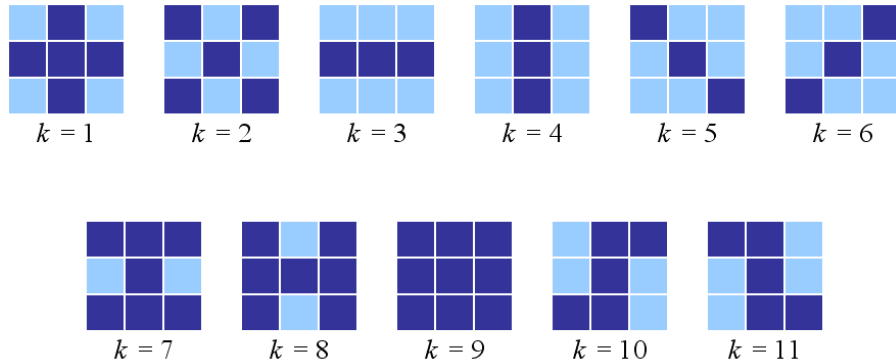 k = 1 k = 2 k = 3 k = 4 k = 5 k = 6
k = 7 k = 8 k = 9 k = 10 k = 11